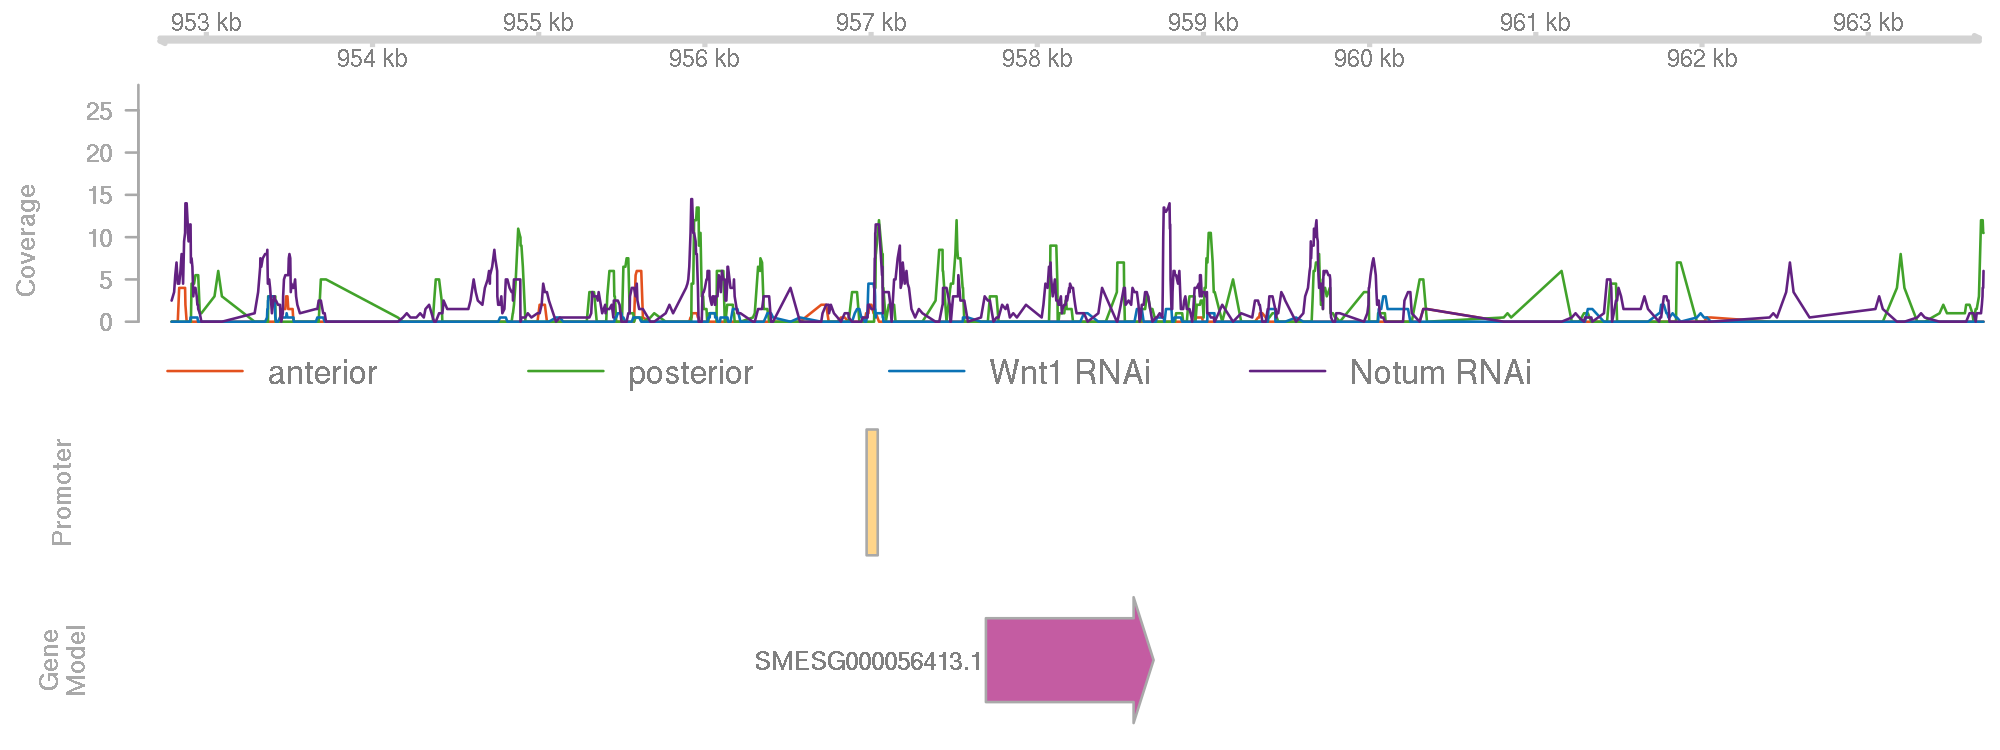 953 kb 955 kb 957 kb 959 kb 961 kb 963 kb
954 kb 956 kb 958 kb 960 kb 962 kb
25
20
15
10
5
0
Coverage
anterior posterior Wnt1 RNAi Notum RNAi
Promoter
Gene
Model
SMESG000056413.1